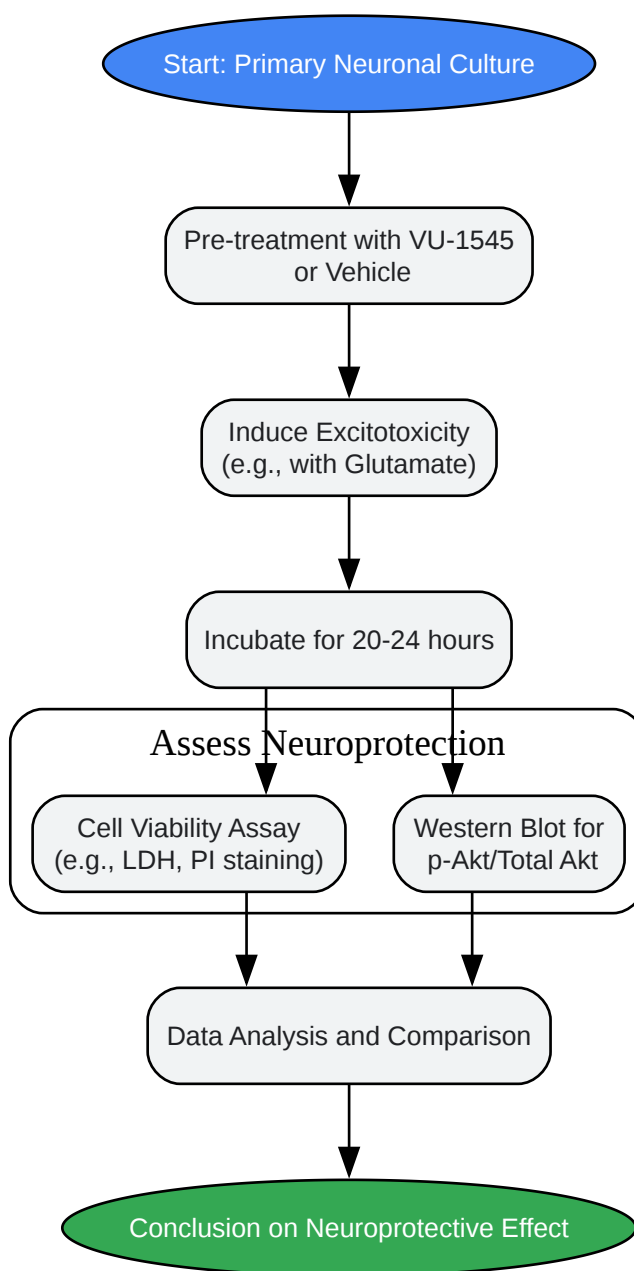 Start: Primary Neuronal Culture
Pre-treatment with VU-1545
or Vehicle
Induce Excitotoxicity
(e.g., with Glutamate)
Incubate for 20-24 hours
Assess Neuroprotection
Cell Viability Assay
(e.g., LDH, PI staining)
Western Blot for
p-Akt/Total Akt
Data Analysis and Comparison
Conclusion on Neuroprotective Effect